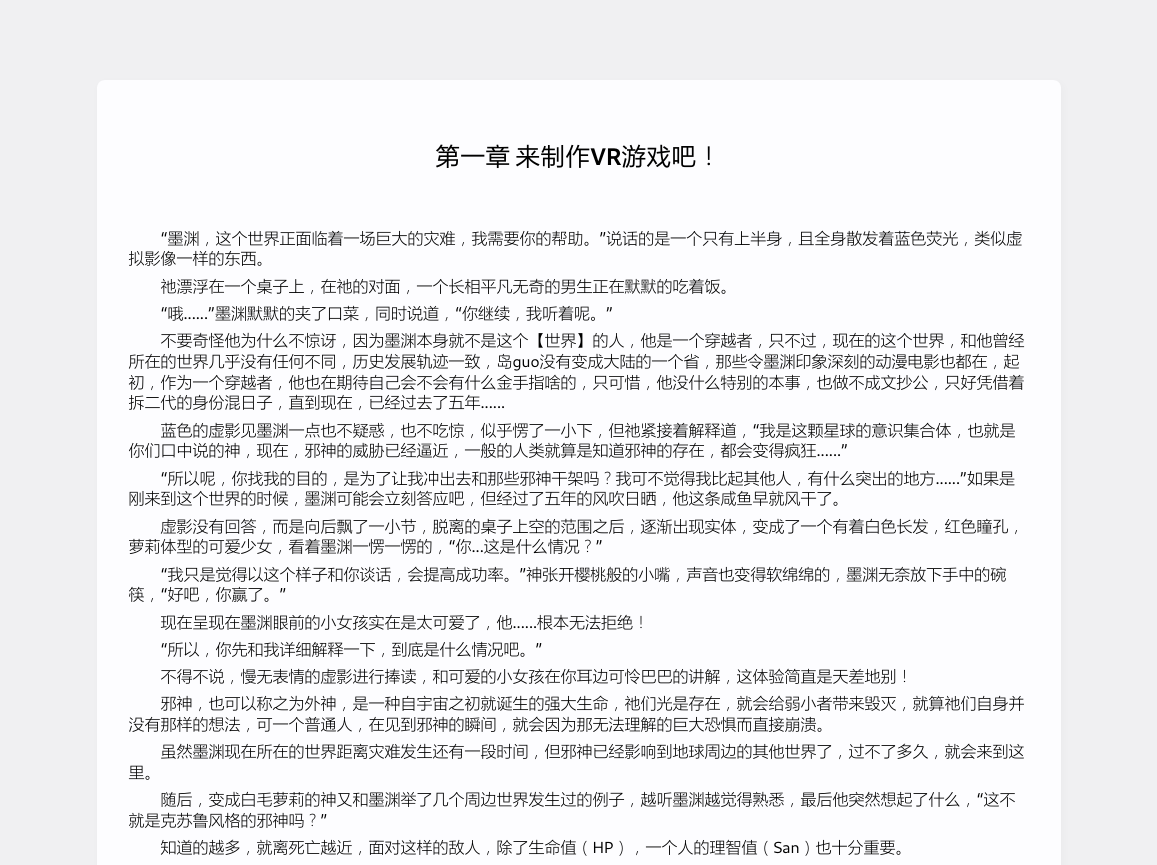 第一章 来制作VR游戏吧！
“墨渊，这个世界正面临着一场巨大的灾难，我需要你的帮助。”说话的是一个只有上半身，且全身散发着蓝色荧光，类似虚
拟影像一样的东西。
祂漂浮在一个桌子上，在祂的对面，一个长相平凡无奇的男生正在默默的吃着饭。
“哦......”墨渊默默的夹了口菜，同时说道，“你继续，我听着呢。”
不要奇怪他为什么不惊讶，因为墨渊本身就不是这个【世界】的人，他是一个穿越者，只不过，现在的这个世界，和他曾经
所在的世界几乎没有任何不同，历史发展轨迹一致，岛guo没有变成大陆的一个省，那些令墨渊印象深刻的动漫电影也都在，起
初，作为一个穿越者，他也在期待自己会不会有什么金手指啥的，只可惜，他没什么特别的本事，也做不成文抄公，只好凭借着
拆二代的身份混日子，直到现在，已经过去了五年......
蓝色的虚影见墨渊一点也不疑惑，也不吃惊，似乎愣了一小下，但祂紧接着解释道，“我是这颗星球的意识集合体，也就是
你们口中说的神，现在，邪神的威胁已经逼近，一般的人类就算是知道邪神的存在，都会变得疯狂......”
“所以呢，你找我的目的，是为了让我冲出去和那些邪神干架吗？我可不觉得我比起其他人，有什么突出的地方......”如果是
刚来到这个世界的时候，墨渊可能会立刻答应吧，但经过了五年的风吹日晒，他这条咸鱼早就风干了。
虚影没有回答，而是向后飘了一小节，脱离的桌子上空的范围之后，逐渐出现实体，变成了一个有着白色长发，红色瞳孔，
萝莉体型的可爱少女，看着墨渊一愣一愣的，“你...这是什么情况？”
“我只是觉得以这个样子和你谈话，会提高成功率。”神张开樱桃般的小嘴，声音也变得软绵绵的，墨渊无奈放下手中的碗
筷，“好吧，你赢了。”
现在呈现在墨渊眼前的小女孩实在是太可爱了，他......根本无法拒绝！
“所以，你先和我详细解释一下，到底是什么情况吧。”
不得不说，慢无表情的虚影进行捧读，和可爱的小女孩在你耳边可怜巴巴的讲解，这体验简直是天差地别！
邪神，也可以称之为外神，是一种自宇宙之初就诞生的强大生命，祂们光是存在，就会给弱小者带来毁灭，就算祂们自身并
没有那样的想法，可一个普通人，在见到邪神的瞬间，就会因为那无法理解的巨大恐惧而直接崩溃。
虽然墨渊现在所在的世界距离灾难发生还有一段时间，但邪神已经影响到地球周边的其他世界了，过不了多久，就会来到这
里。
随后，变成白毛萝莉的神又和墨渊举了几个周边世界发生过的例子，越听墨渊越觉得熟悉，最后他突然想起了什么，“这不
就是克苏鲁风格的邪神吗？”
知道的越多，就离死亡越近，面对这样的敌人，除了生命值（HP），一个人的理智值（San）也十分重要。